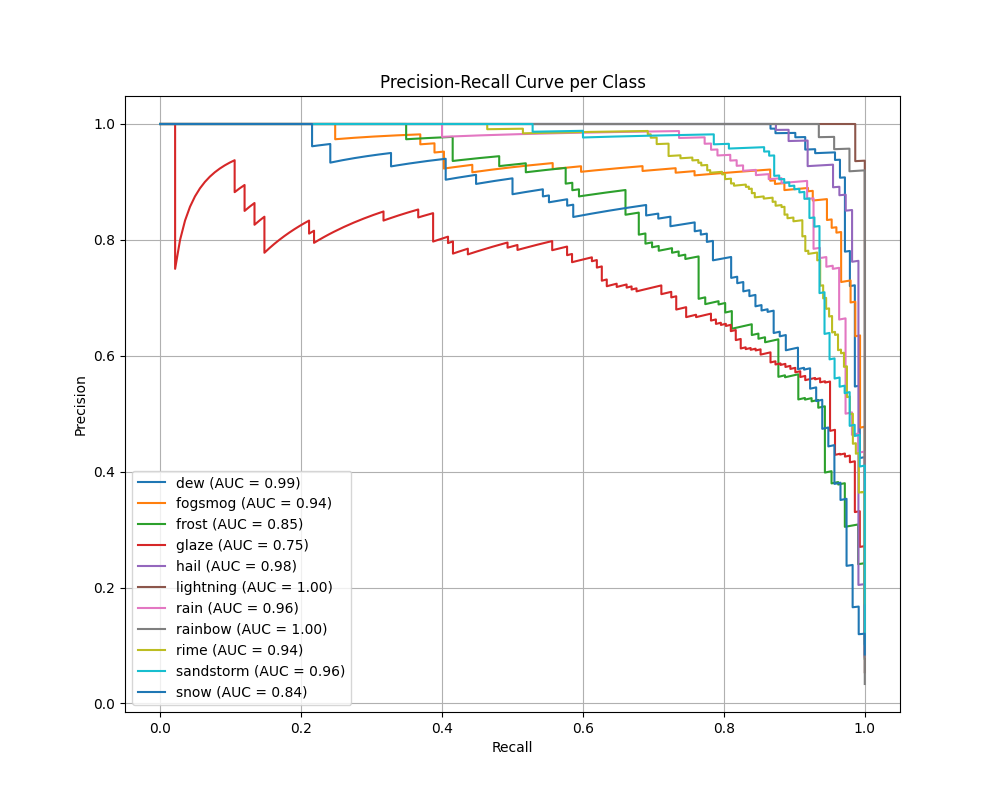 Precision-Recall Curve per Class
Precision
1.0
0.8
0.6
0.4
0.2
0.0
dew (AUC = 0.99)
fogsmog (AUC = 0.94)
frost (AUC = 0.85)
glaze (AUC = 0.75)
hail (AUC = 0.98)
lightning (AUC = 1.00)
rain (AUC = 0.96)
rainbow (AUC = 1.00)
rime (AUC = 0.94)
sandstorm (AUC = 0.96)
snow (AUC = 0.84)
0.0 0.2 0.4 0.6 0.8 1.0
Recall